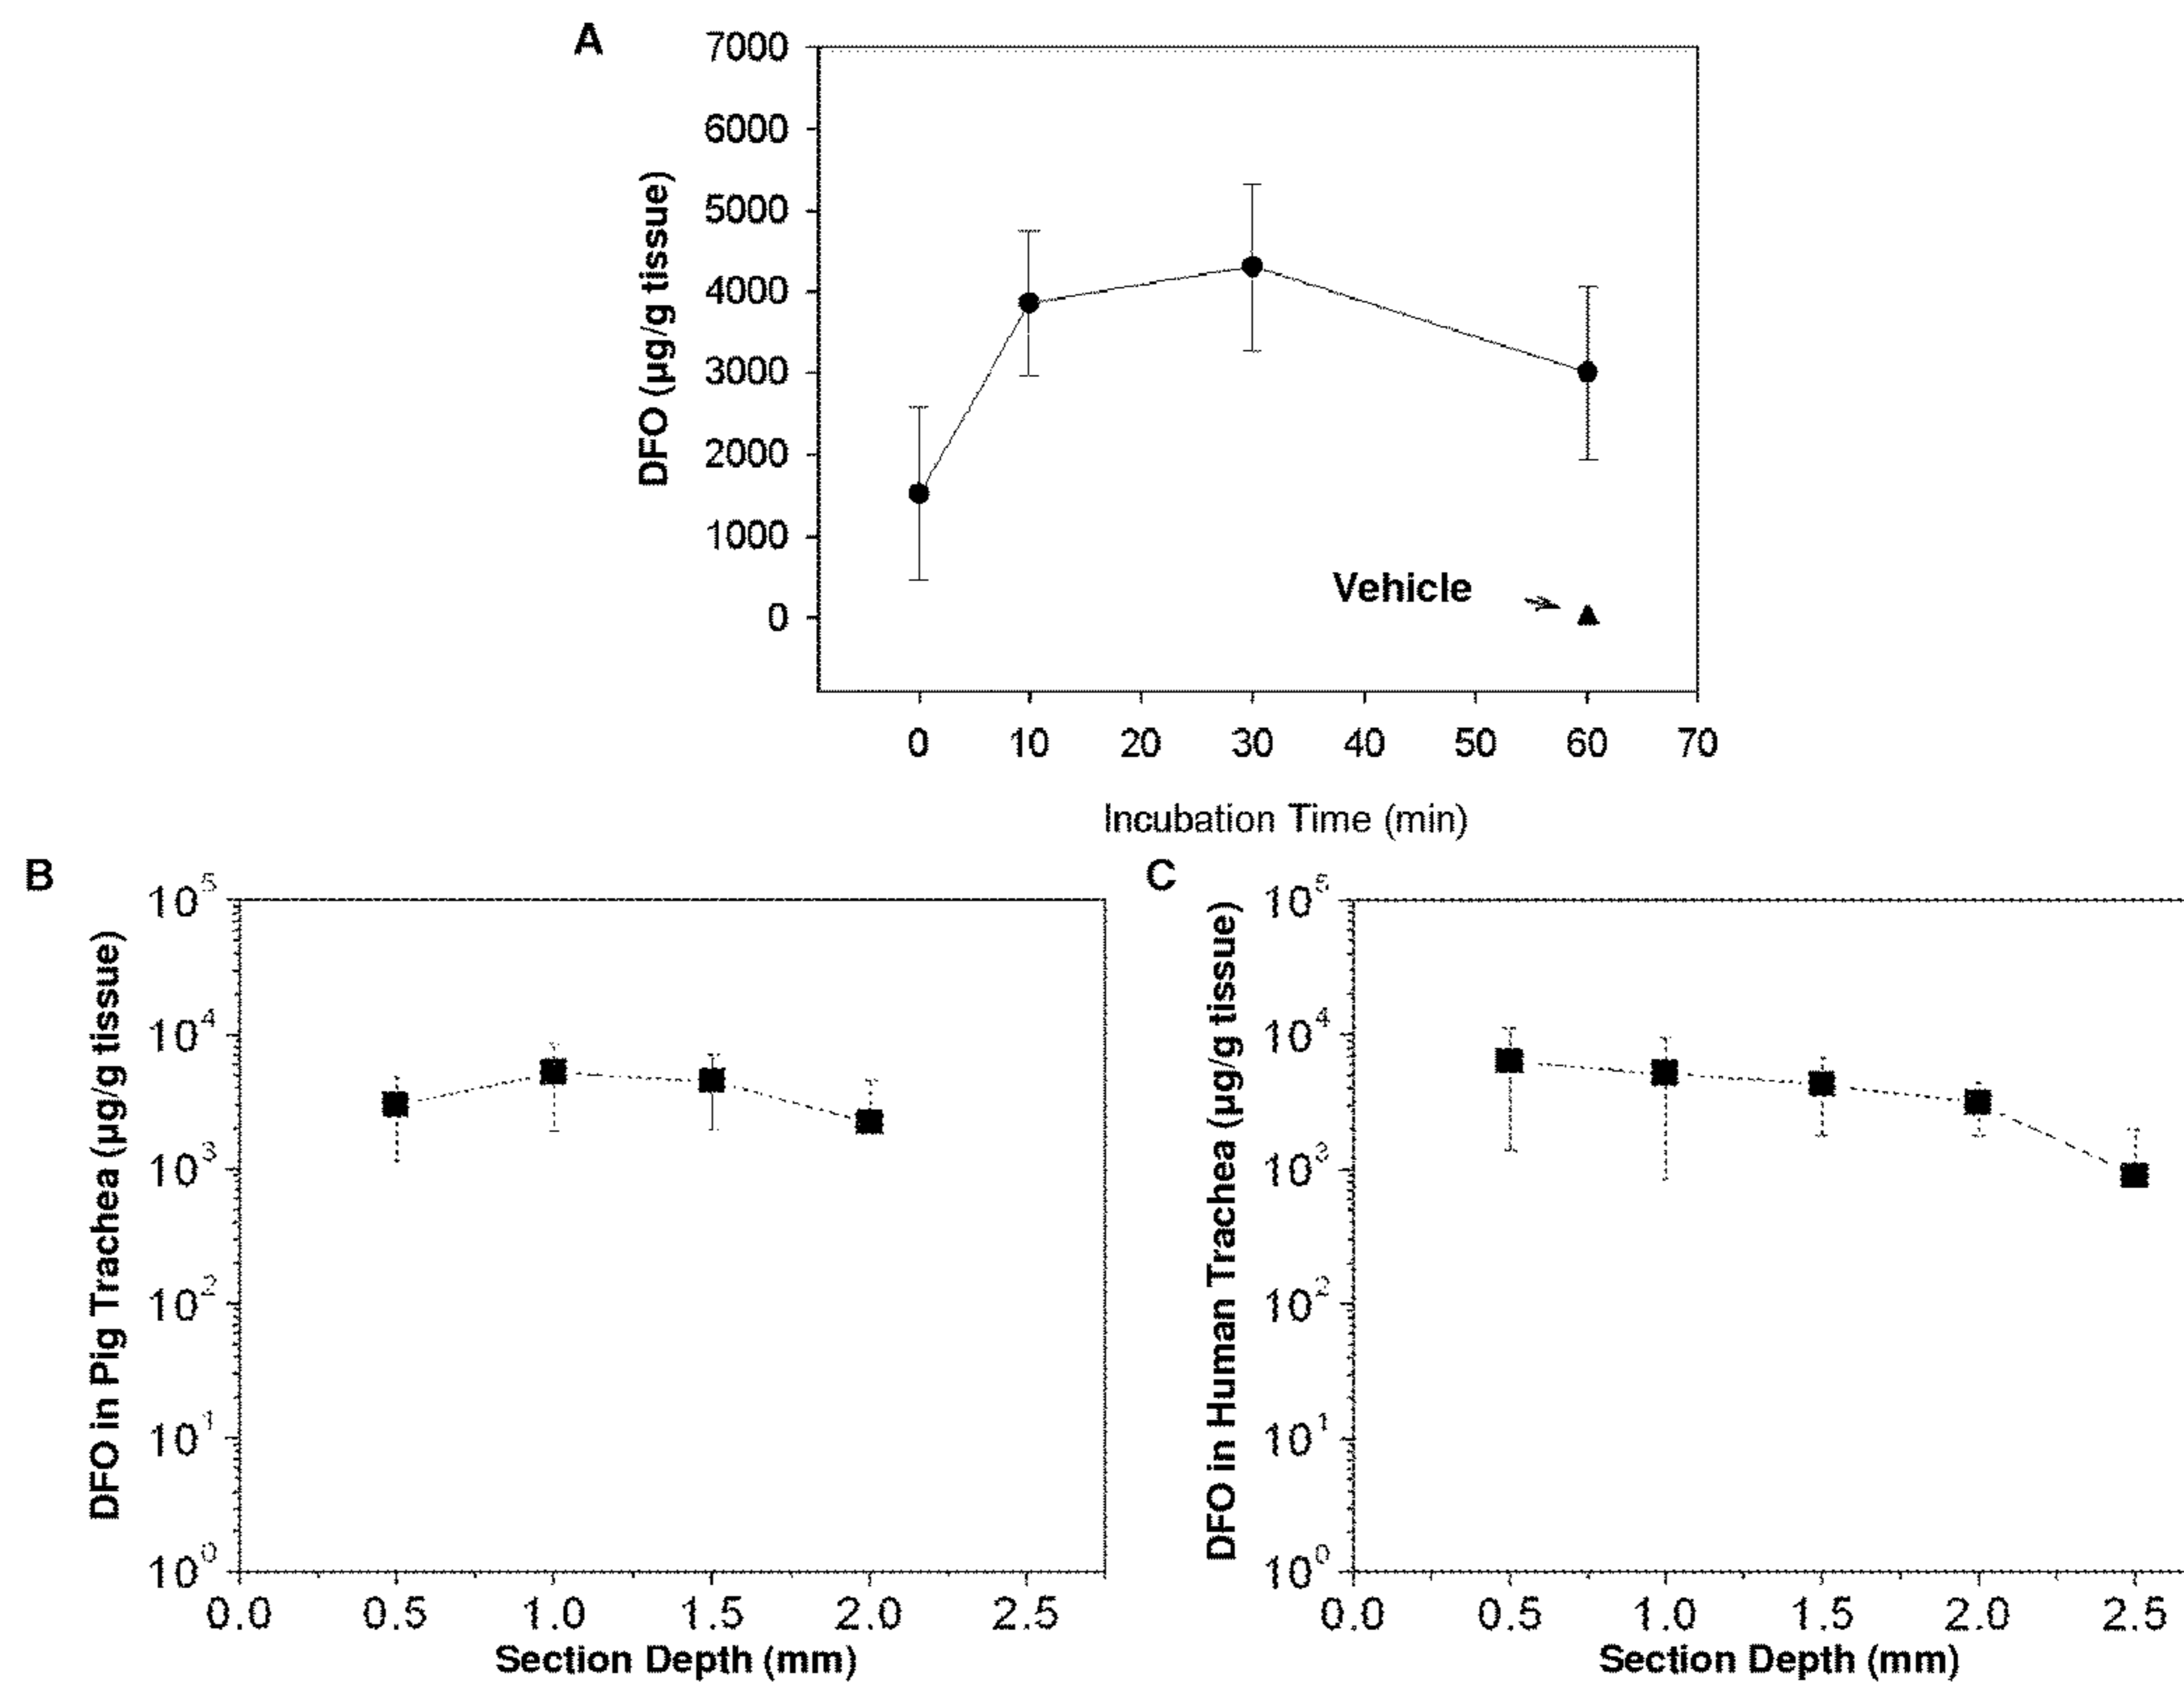 A
7000
6000
5000
4000
3000
2000
1000
0
DFO (µg/g tissue)
Vehicle
0 10 20 30 40 50 60 70
Incubation Time (min)
B
10^5
10^4
10^3
10^2
10^1
10^0
DFO in Pig Trachea (µg/g tissue)
0.0 0.5 1.0 1.5 2.0 2.5
Section Depth (mm)
C
10^5
10^4
10^3
10^2
10^1
10^0
DFO in Human Trachea (µg/g tissue)
0.0 0.5 1.0 1.5 2.0 2.5
Section Depth (mm)